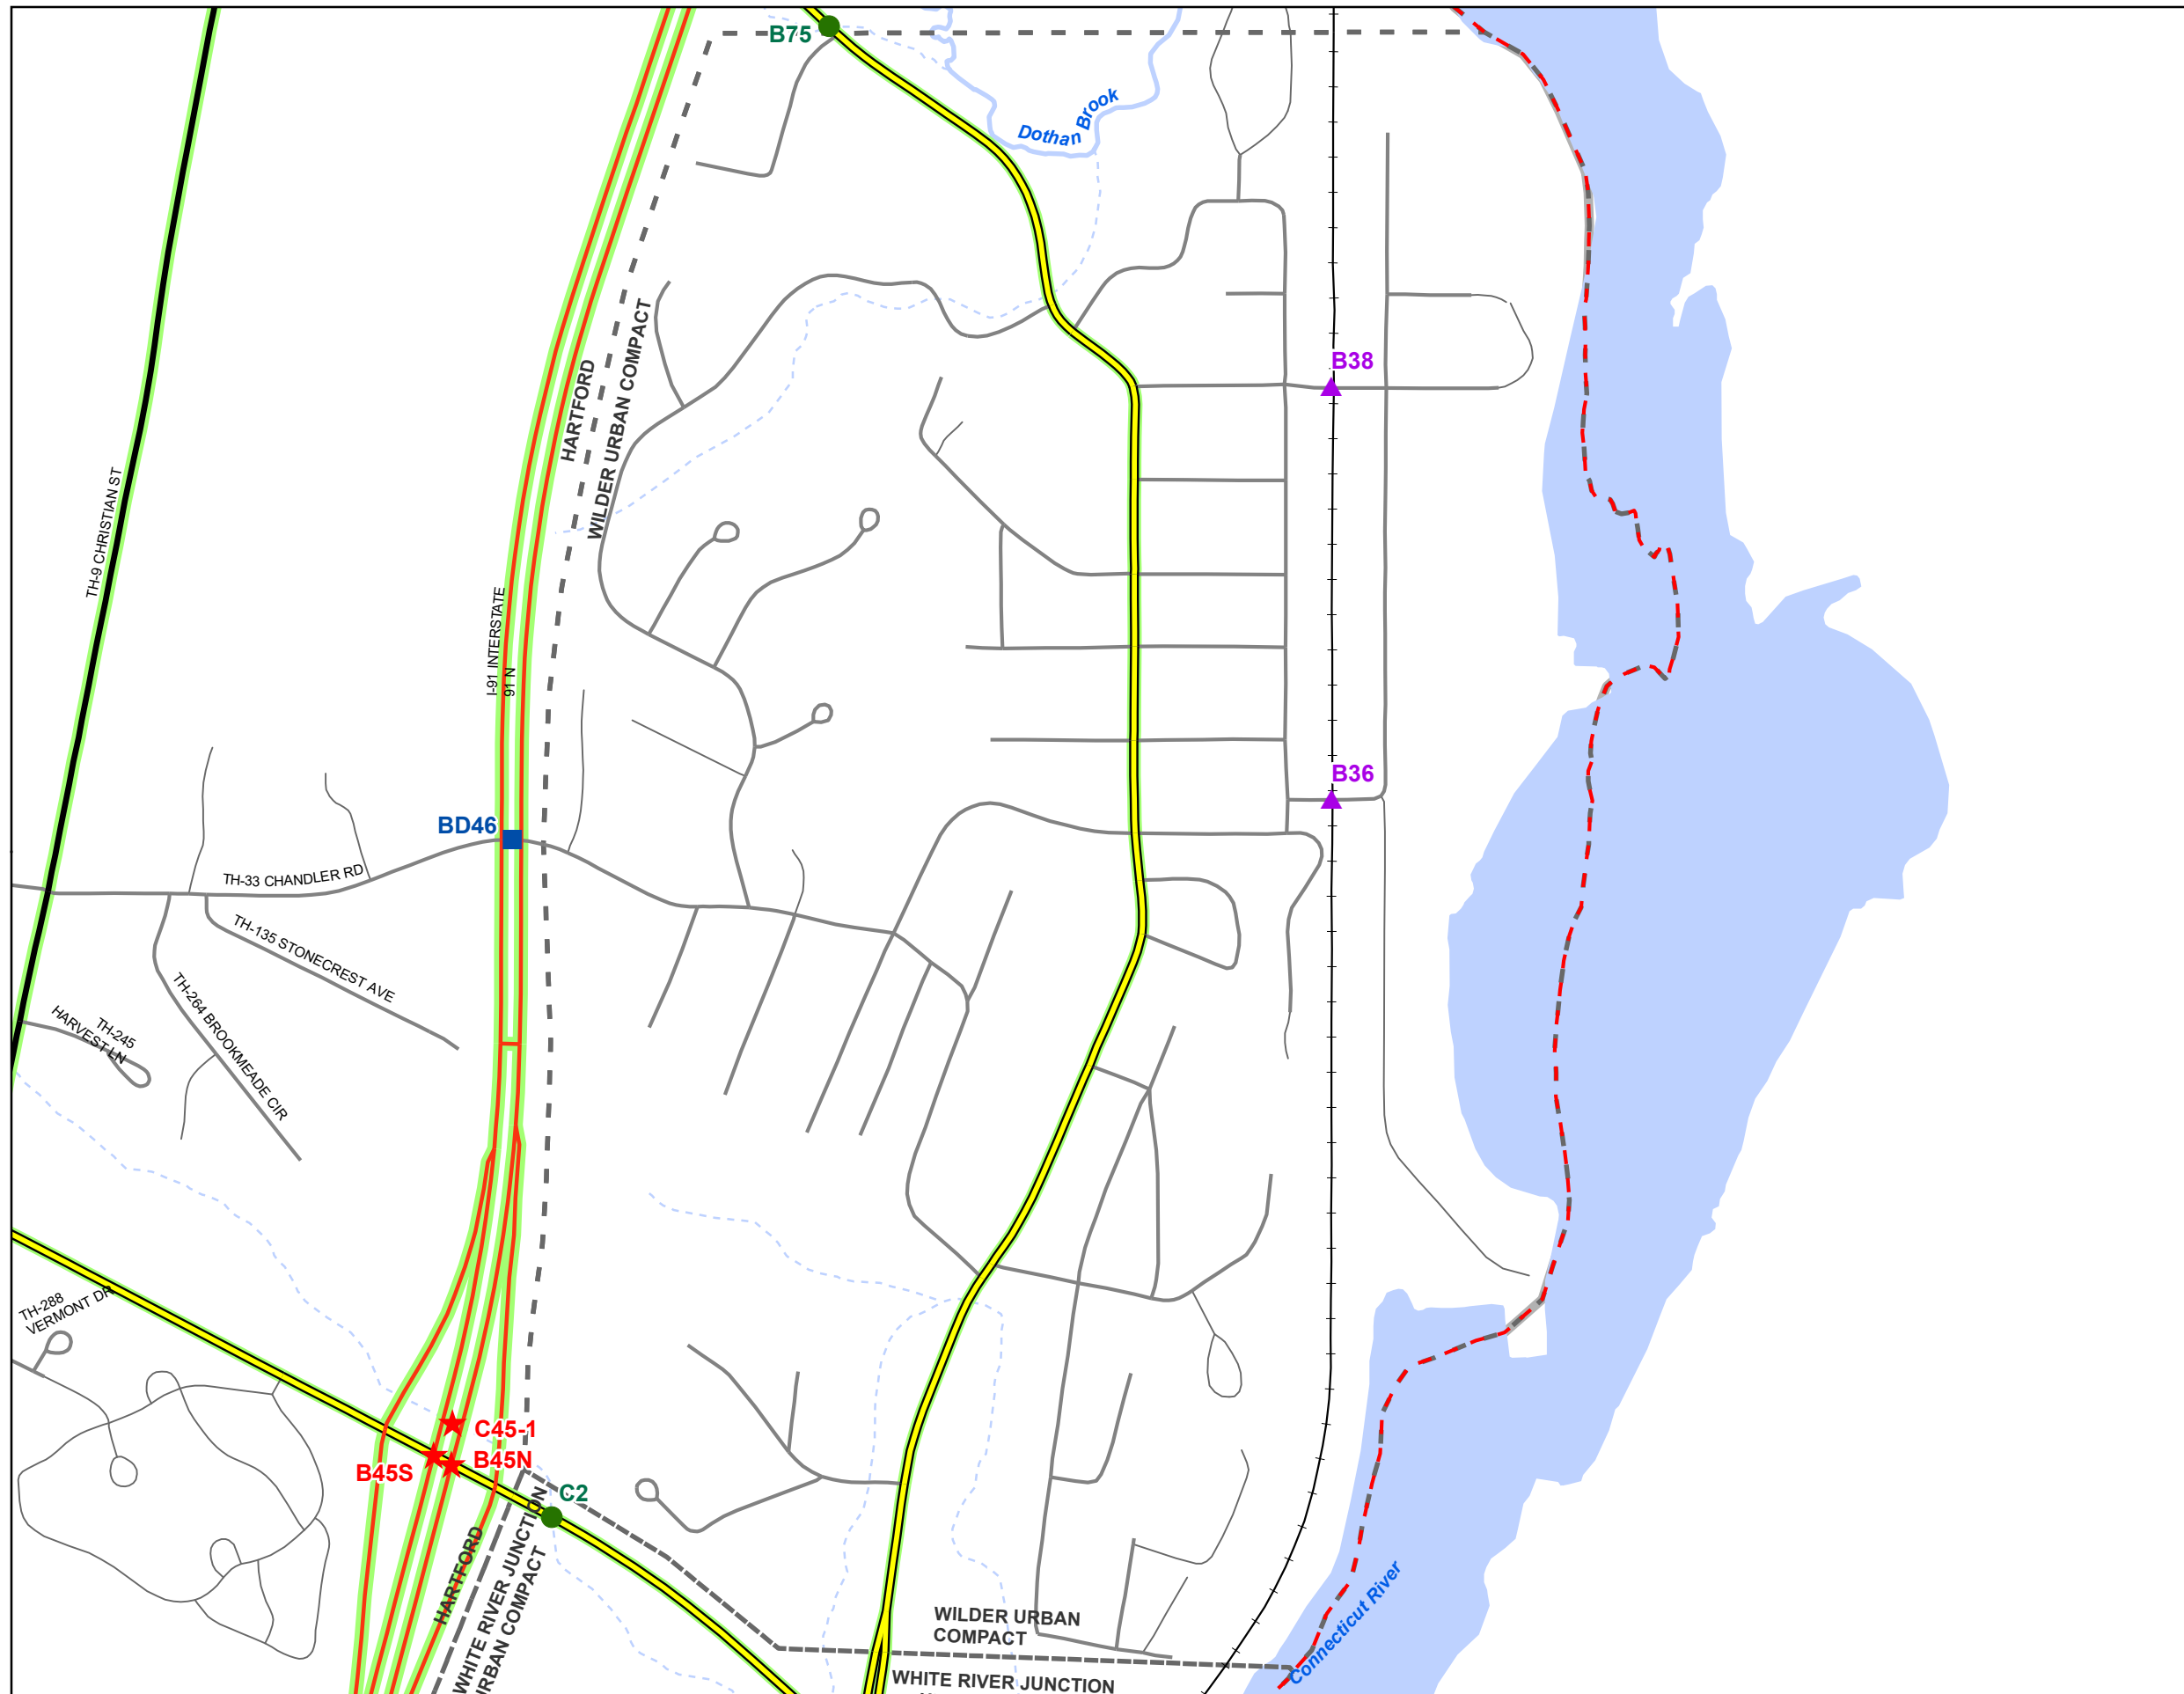 B75
Dothan Brook
B38
HARTFORD
WILDER URBAN COMPACT
TH-9 CHRISTIAN ST
I-91 INTERSTATE
91 N
B36
BD46
TH-33 CHANDLER RD
TH-135 STONECREST AVE
TH-264 BROOKMEADE CIR
TH-245
HARVEST LN
TH-288
VERMONT DR
C45-1
B45N
B45S
C2
HARTFORD
WHITE RIVER JUNCTION
URBAN COMPACT
WILDER URBAN
COMPACT
WHITE RIVER JUNCTION
Connecticut River